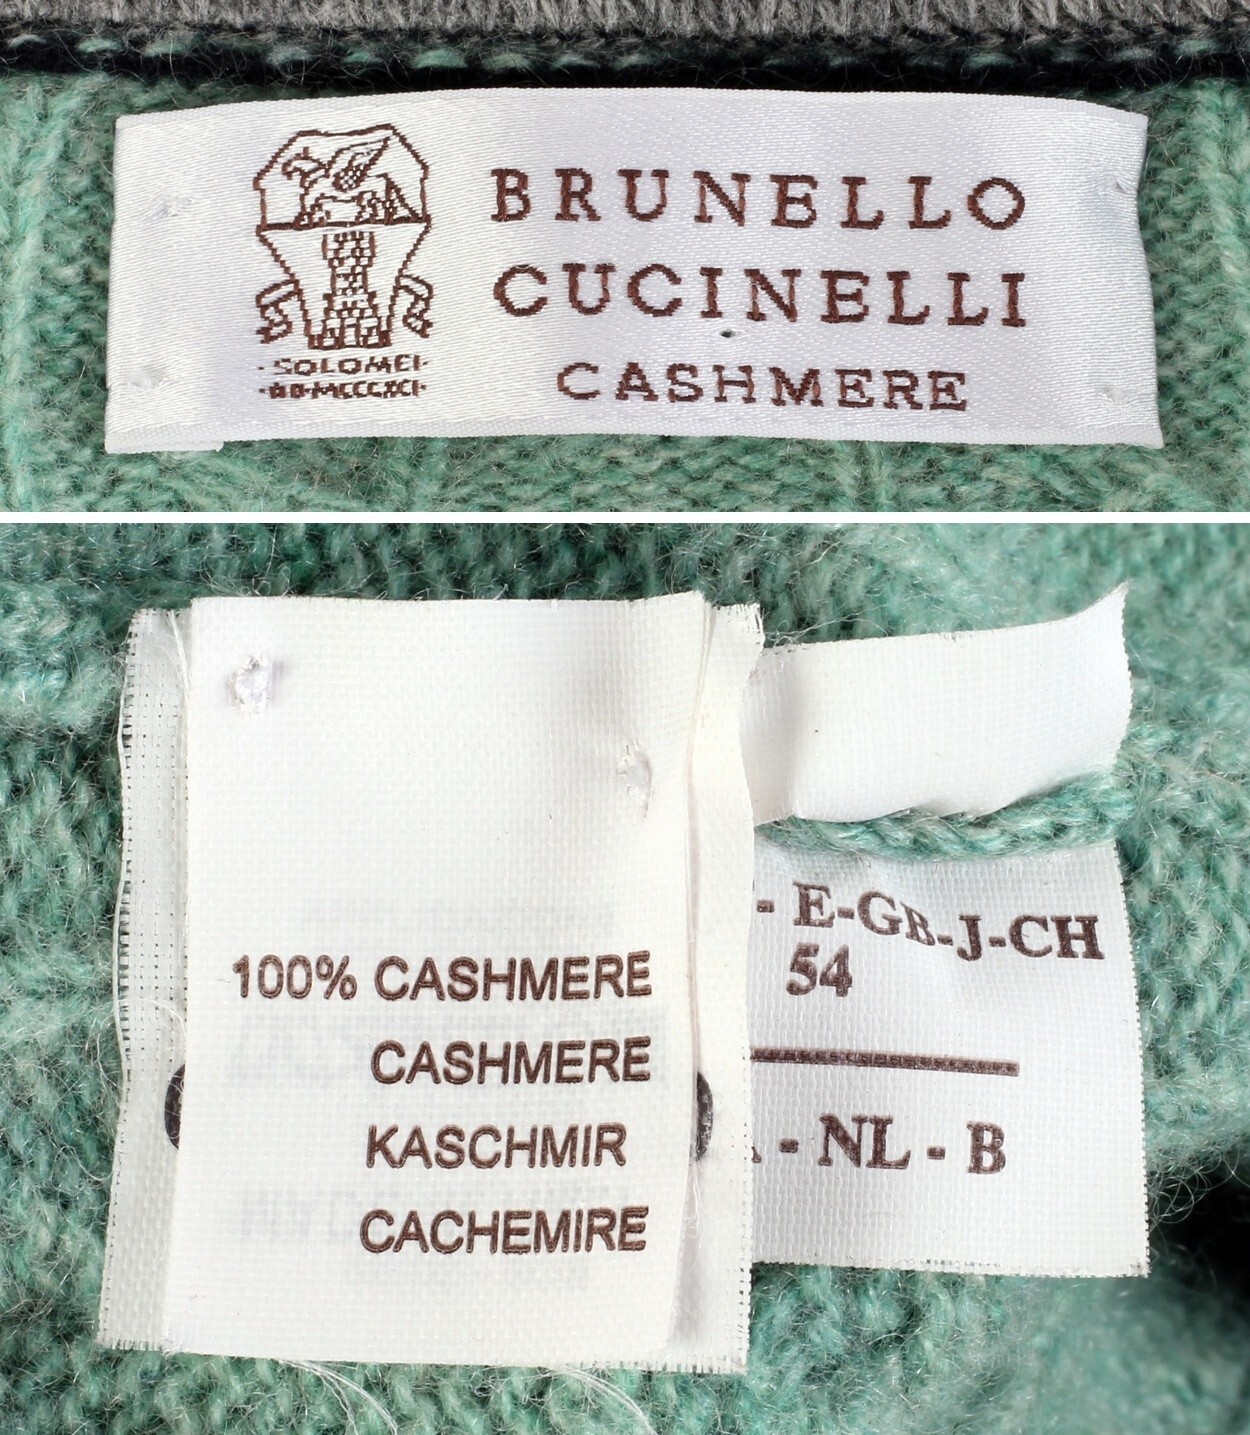 BRUNELLO
CUCINELLI
CASHMERE
·SOLOMEI·
100% CASHMERE
CASHMERE
KASCHMIR
CACHEMIRE
- E-GB-J-CH
54
- NL - B